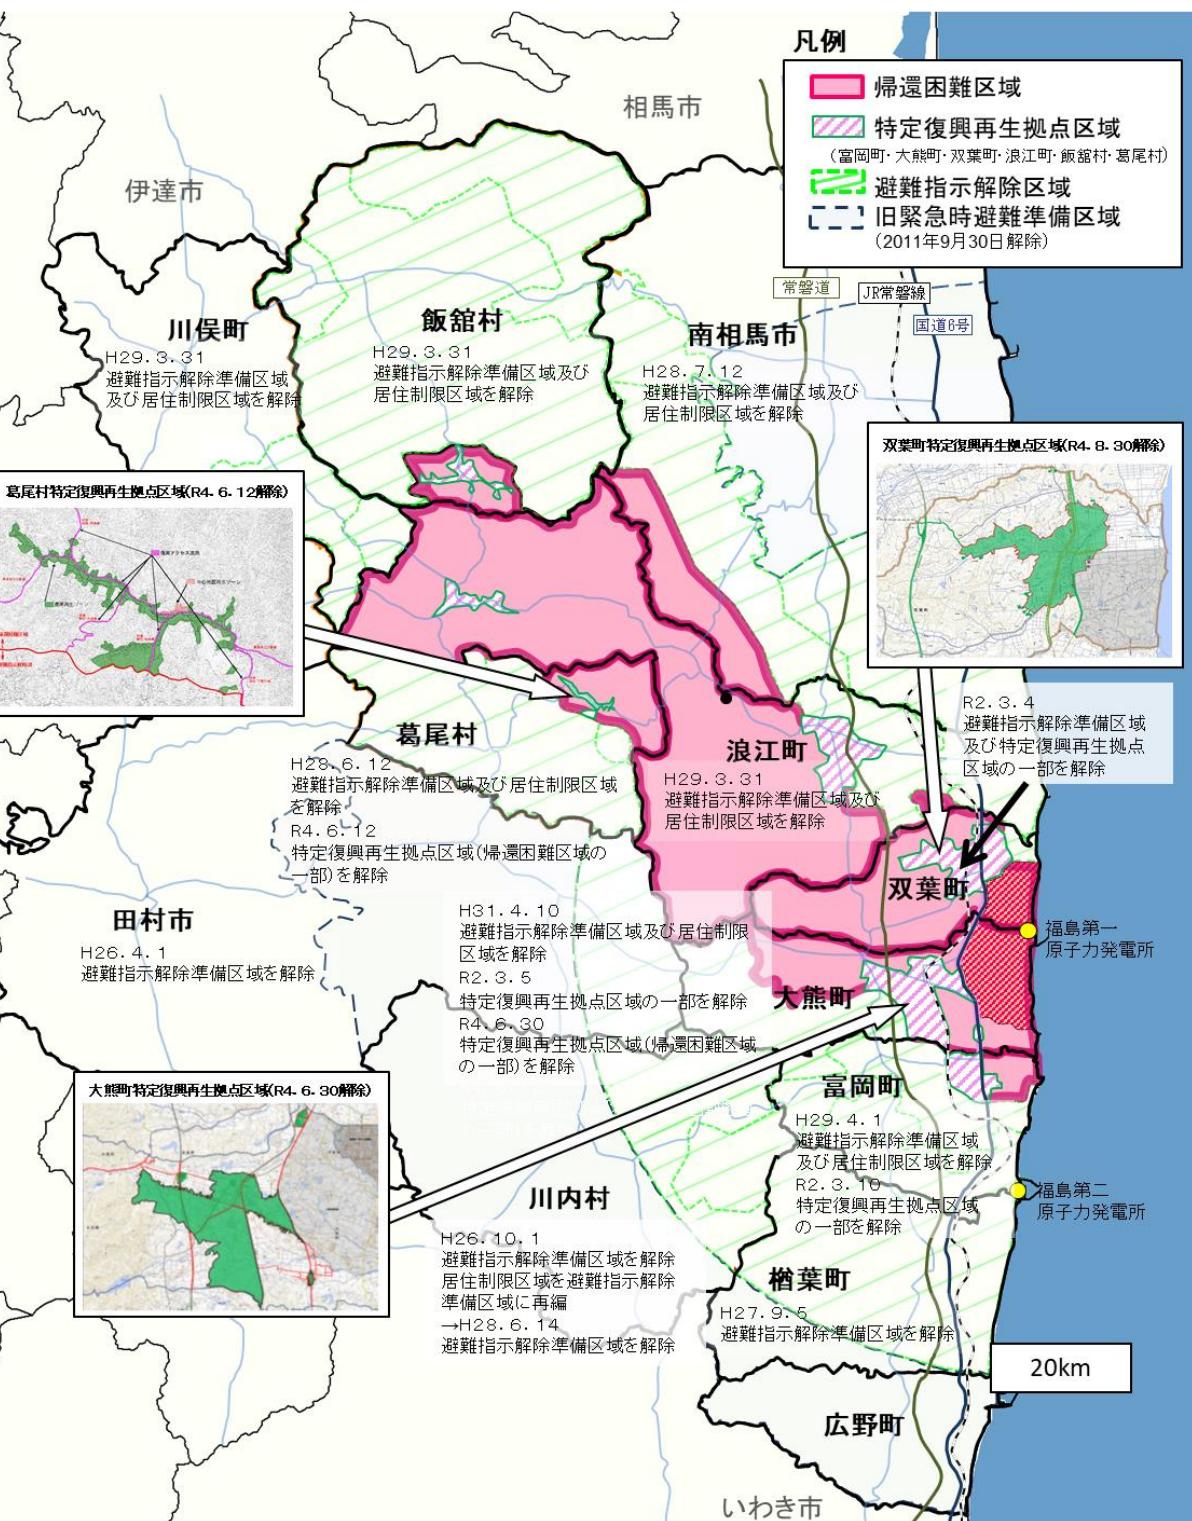 凡例
帰還困難区域
特定復興再生拠点区域
(富岡町・大熊町・双葉町・浪江町・飯舘村・葛尾村)
避難指示解除区域
旧緊急時避難準備区域
(2011年9月30日解除)
相馬市
伊達市
常磐道
JR常磐線
国道6号
川俣町
H29.3.31
避難指示解除準備区域
及び居住制限区域を解除
飯舘村
H29.3.31
避難指示解除準備区域及び
居住制限区域を解除
南相馬市
H28.7.12
避難指示解除準備区域及び
居住制限区域を解除
双葉町特定復興再生拠点区域(R4.8.30解除)
葛尾村特定復興再生拠点区域(R4.6.12解除)
R2.3.4
避難指示解除準備区域
及び特定復興再生拠点
区域の一部を解除
葛尾村
H28.6.12
避難指示解除準備区域及び居住制限区域
を解除
R4.6.12
特定復興再生拠点区域(帰還困難区域の
一部)を解除
浪江町
H29.3.31
避難指示解除準備区域及び
居住制限区域を解除
双葉町
福島第一
原子力発電所
田村市
H26.4.1
避難指示解除準備区域を解除
H31.4.10
避難指示解除準備区域及び居住制限
区域を解除
R2.3.5
特定復興再生拠点区域の一部を解除
R4.6.30
特定復興再生拠点区域(帰還困難区域
の一部)を解除
大熊町
大熊町特定復興再生拠点区域(R4.6.30解除)
富岡町
H29.4.1
避難指示解除準備区域
及び居住制限区域を解除
R2.3.10
特定復興再生拠点区域
の一部を解除
福島第二
原子力発電所
川内村
H26.10.1
避難指示解除準備区域を解除
居住制限区域を避難指示解除
準備区域に再編
→H28.6.14
避難指示解除準備区域を解除
楢葉町
H27.9.5
避難指示解除準備区域を解除
20km
広野町
いわき市